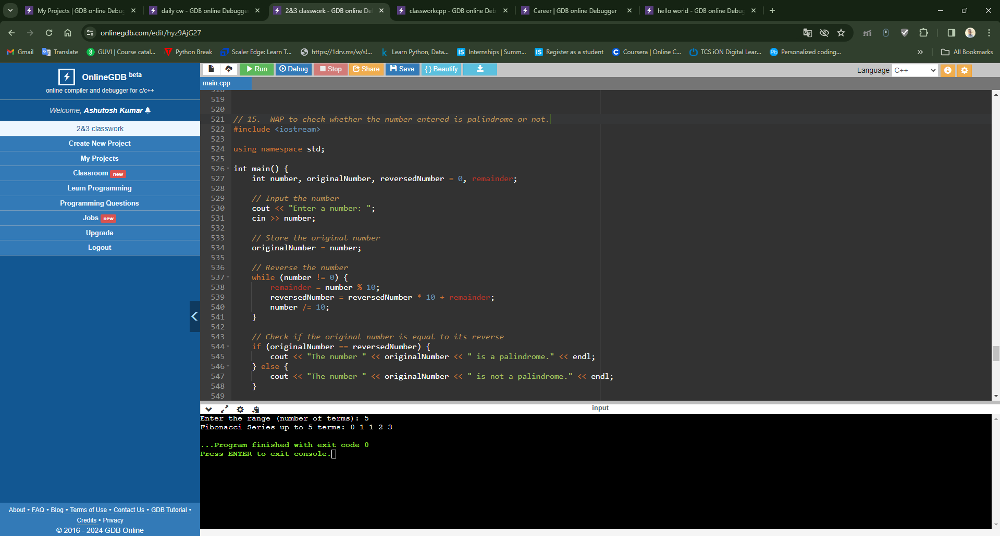 My Projects | GDB online Debug
daily cw - GDB online Debugge
2&3 classwork - GDB online De
classworkcpp - GDB online Deb
Career | GDB online Debugger
hello world - GDB online Debug
onlinegdb.com/edit/hyz9AjG27
Gmail
Translate
GUVI | Course catal...
Python Break
Scaler Edge: Learn T...
https://1drv.ms/w/s!...
Learn Python, Data...
Internships | Summ...
Register as a student
Coursera | Online C...
TCS iON Digital Lear...
Personalized coding...
»
All Bookmarks
OnlineGDB beta
online compiler and debugger for c/c++
Welcome, Ashutosh Kumar
2&3 classwork
Create New Project
My Projects
Classroom new
Learn Programming
Programming Questions
Jobs new
Upgrade
Logout
About • FAQ • Blog • Terms of Use • Contact Us • GDB Tutorial •
Credits • Privacy
© 2016 - 2024 GDB Online
Run
Debug
Stop
Share
Save
{ } Beautify
Language C++
main.cpp
518
519
520
521 // 15.  WAP to check whether the number entered is palindrome or not.
522 #include <iostream>
523
524 using namespace std;
525
526 int main() {
527     int number, originalNumber, reversedNumber = 0, remainder;
528
529     // Input the number
530     cout << "Enter a number: ";
531     cin >> number;
532
533     // Store the original number
534     originalNumber = number;
535
536     // Reverse the number
537     while (number != 0) {
538         remainder = number % 10;
539         reversedNumber = reversedNumber * 10 + remainder;
540         number /= 10;
541     }
542
543     // Check if the original number is equal to its reverse
544     if (originalNumber == reversedNumber) {
545         cout << "The number " << originalNumber << " is a palindrome." << endl;
546     } else {
547         cout << "The number " << originalNumber << " is not a palindrome." << endl;
548     }
549
input
Enter the range (number of terms): 5
Fibonacci Series up to 5 terms: 0 1 1 2 3
...Program finished with exit code 0
Press ENTER to exit console.